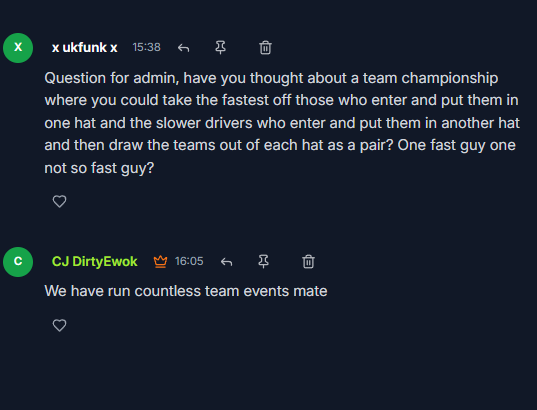 X
x ukfunk x 15:38
Question for admin, have you thought about a team championship
where you could take the fastest off those who enter and put them in
one hat and the slower drivers who enter and put them in another hat
and then draw the teams out of each hat as a pair? One fast guy one
not so fast guy?
C
CJ DirtyEwok 16:05
We have run countless team events mate